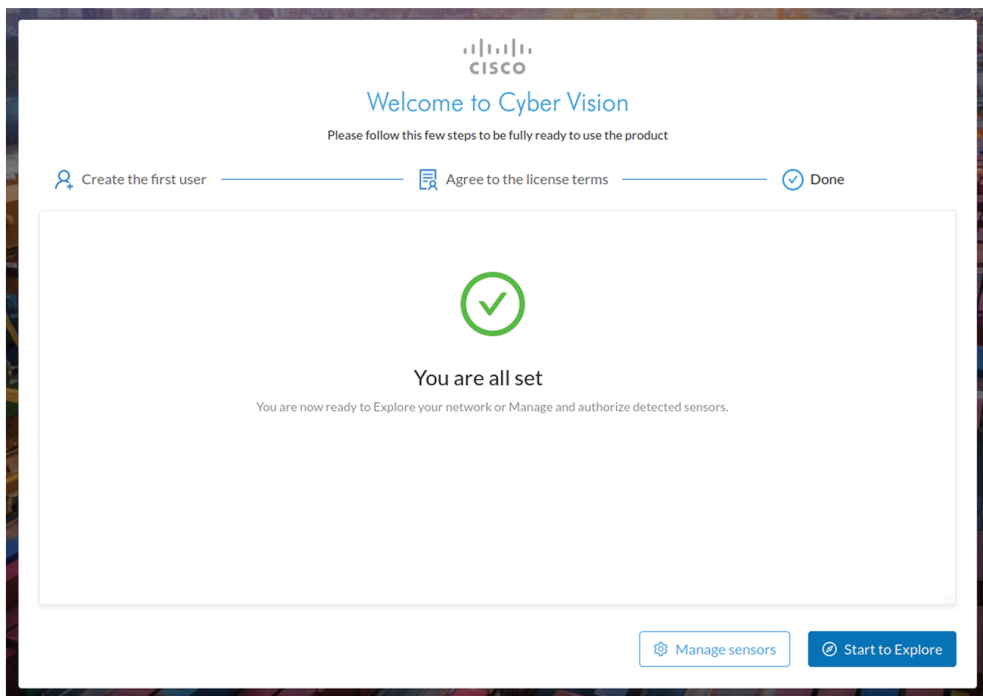 CISCO
Welcome to Cyber Vision
Please follow this few steps to be fully ready to use the product
Create the first user
Agree to the license terms
Done
You are all set
You are now ready to Explore your network or Manage and authorize detected sensors.
Manage sensors
Start to Explore